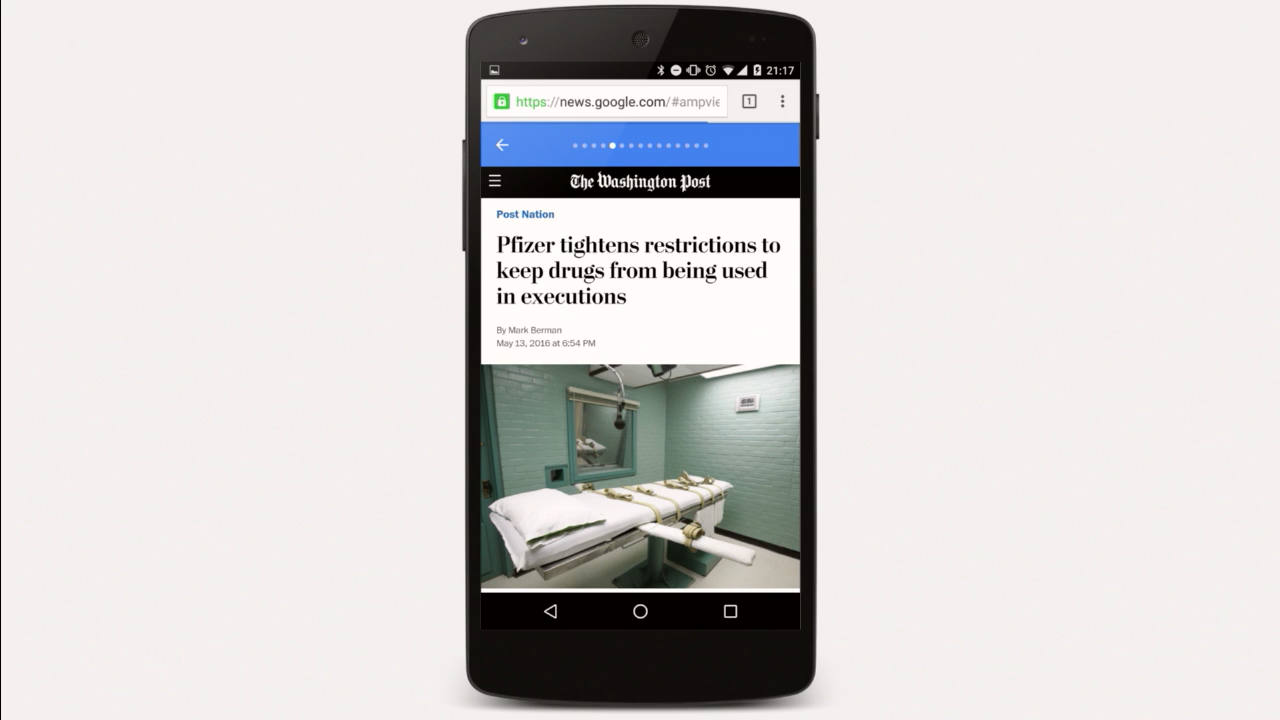 21:17
https://news.google.com/#ampvie
1
The Washington Post
Post Nation
Pfizer tightens restrictions to
keep drugs from being used
in executions
By Mark Berman
May 13, 2016 at 6:54 PM